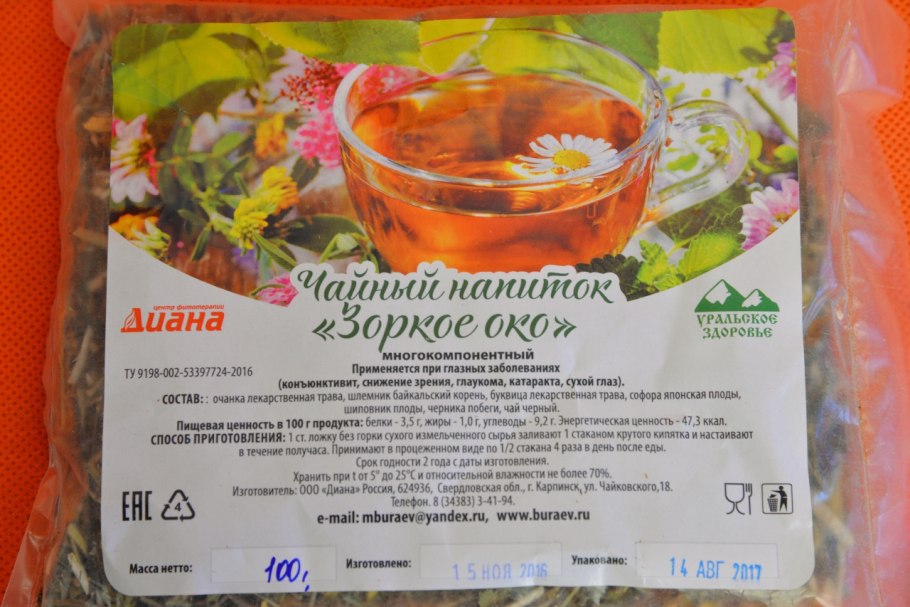 Чайный напиток
«Зоркое око»
центр фитотерапии
Диана
УРАЛЬСКОЕ
ЗДОРОВЬЕ
многокомпонентный
ТУ 9198-002-53397724-2016
Применяется при глазных заболеваниях
(конъюнктивит, снижение зрения, глаукома, катаракта, сухой глаз).
СОСТАВ: : очанка лекарственная трава, шлемник байкальский корень, буквица лекарственная трава, софора японская плоды,
шиповник плоды, черника побеги, чай черный.
Пищевая ценность в 100 г продукта: белки - 3,5 г, жиры - 1,0 г, углеводы - 9,2 г. Энергетическая ценность - 47,3 ккал.
СПОСОБ ПРИГОТОВЛЕНИЯ: 1 ст. ложку без горки сухого измельченного сырья заливают 1 стаканом крутого кипятка и настаивают
в течение получаса. Принимают в процеженном виде по 1/2 стакана 4 раза в день после еды.
Срок годности 2 года с даты изготовления.
Хранить при t от 5° до 25°С и относительной влажности не более 70%.
Изготовитель: ООО «Диана» Россия, 624936, Свердловская обл., г. Карпинск, ул. Чайковского,18.
Телефон. 8 (34383) 3-41-94.
e-mail: mburaev@yandex.ru, www.buraev.ru
EAC
4
Масса нетто: 100, Изготовлено: 15 НОЯ 2016 Упаковано: 14 АВГ 2017